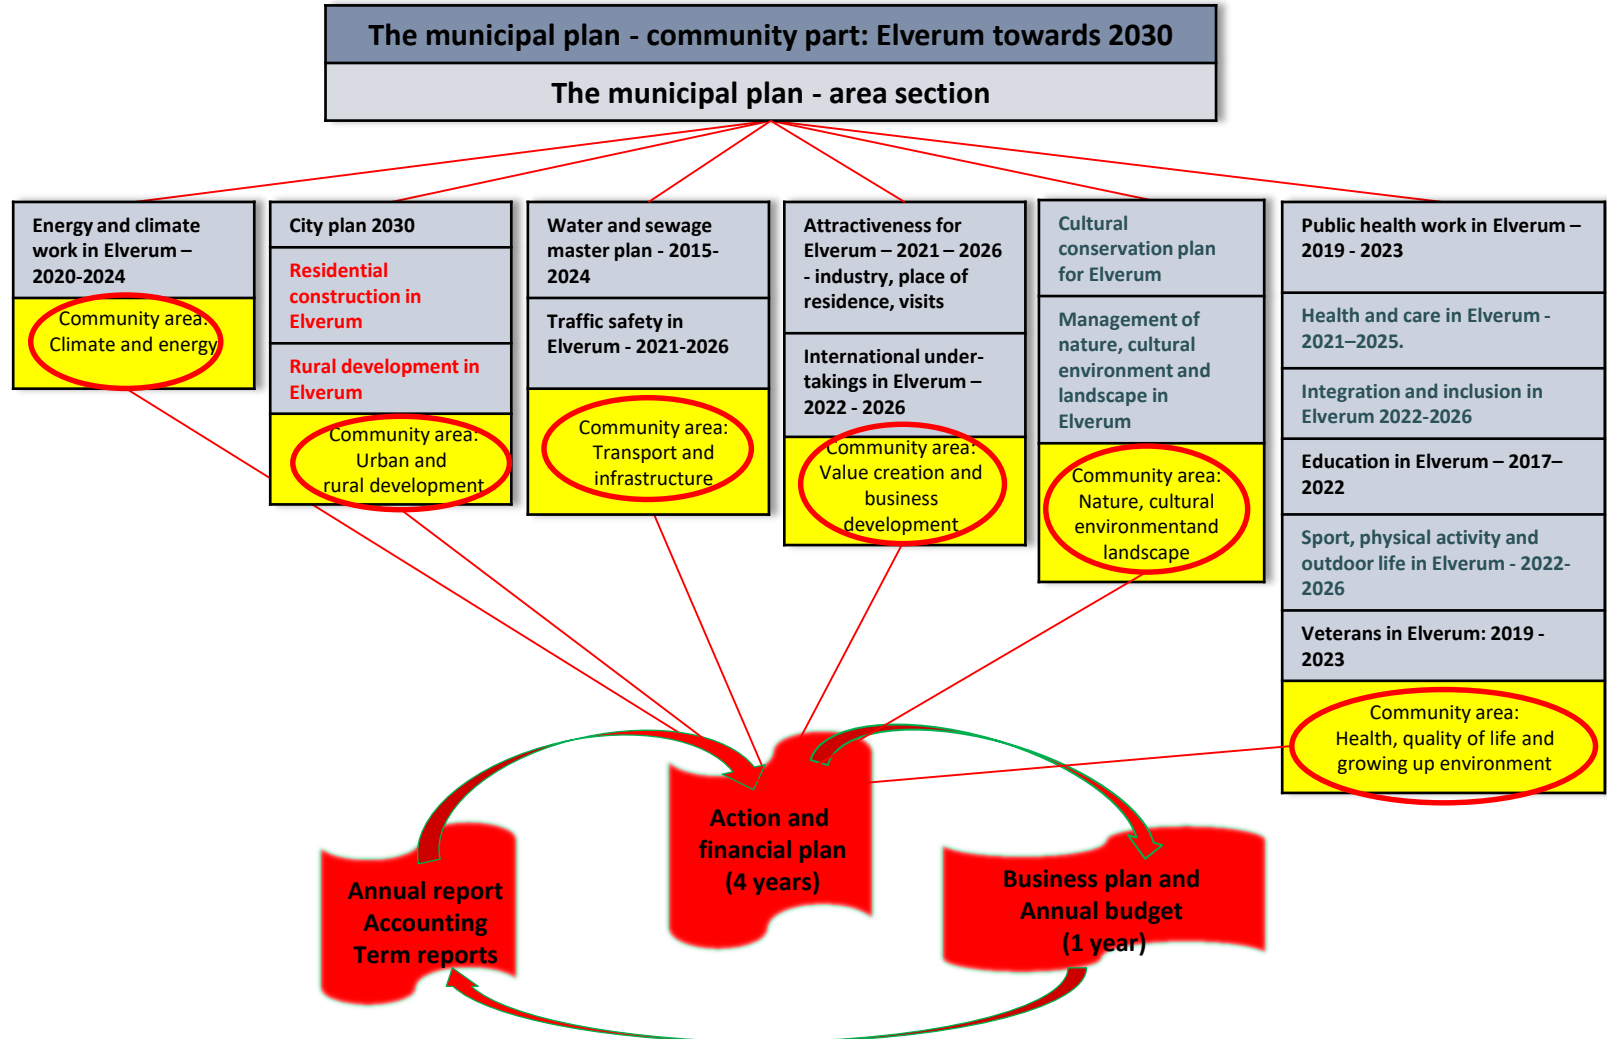 The municipal plan - community part: Elverum towards 2030
The municipal plan - area section
Energy and climate
work in Elverum –
2020-2024
Community area:
Climate and energy
City plan 2030
Residential
construction in
Elverum
Rural development in
Elverum
Community area:
Urban and
rural development
Water and sewage
master plan - 2015-
2024
Traffic safety in
Elverum - 2021-2026
Community area:
Transport and
infrastructure
Attractiveness for
Elverum – 2021 – 2026
- industry, place of
residence, visits
International under-
takings in Elverum –
2022 - 2026
Community area:
Value creation and
business
development
Cultural
conservation plan
for Elverum
Management of
nature, cultural
environment and
landscape in
Elverum
Community area:
Nature, cultural
environmentand
landscape
Public health work in Elverum –
2019 - 2023
Health and care in Elverum -
2021–2025.
Integration and inclusion in
Elverum 2022-2026
Education in Elverum – 2017–
2022
Sport, physical activity and
outdoor life in Elverum - 2022-
2026
Veterans in Elverum: 2019 -
2023
Community area:
Health, quality of life and
growing up environment
Action and
financial plan
(4 years)
Annual report
Accounting
Term reports
Business plan and
Annual budget
(1 year)